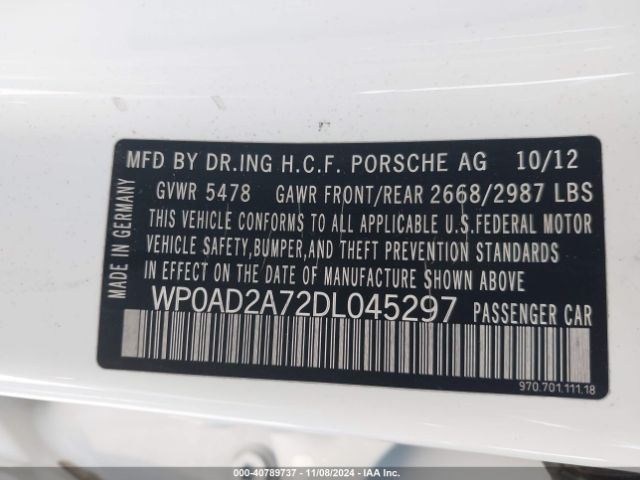 MFD BY DR.ING H.C.F. PORSCHE AG 10/12
GVWR 5478 GAWR FRONT/REAR 2668/2987 LBS
THIS VEHICLE CONFORMS TO ALL APPLICABLE U.S.FEDERAL MOTOR
VEHICLE SAFETY,BUMPER,AND THEFT PREVENTION STANDARDS
IN EFFECT ON THE DATE OF MANUFACTURE SHOWN ABOVE
WP0AD2A72DL045297 PASSENGER CAR
MADE IN GERMANY
970.701.111.18
000-40789737 - 11/08/2024 - IAAI.COM